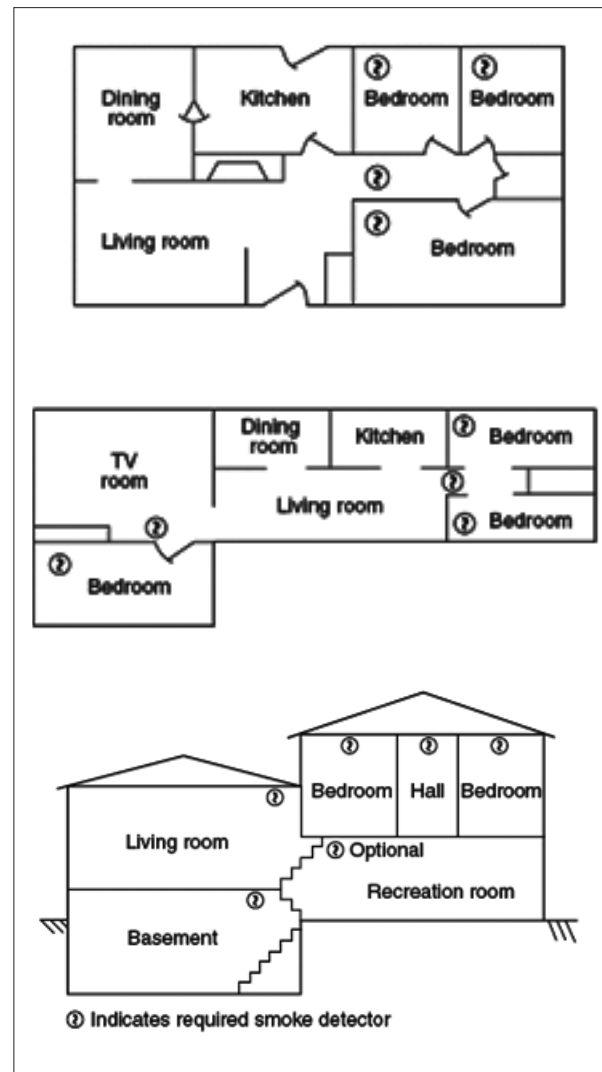 Dining
room
Kitchen
Bedroom
Bedroom
Living room
Bedroom
TV
room
Dining
room
Kitchen
Bedroom
Living room
Bedroom
Bedroom
Bedroom
Hall
Bedroom
Living room
Optional
Recreation room
Basement
Indicates required smoke detector